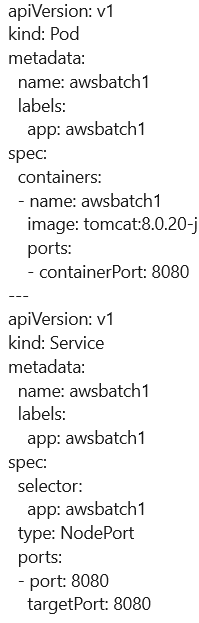 apiVersion: v1
kind: Pod
metadata:
  name: awsbatch1
  labels:
    app: awsbatch1
spec:
  containers:
  - name: awsbatch1
    image: tomcat:8.0.20-j
    ports:
    - containerPort: 8080
---
apiVersion: v1
kind: Service
metadata:
  name: awsbatch1
  labels:
    app: awsbatch1
spec:
  selector:
    app: awsbatch1
  type: NodePort
  ports:
  - port: 8080
    targetPort: 8080